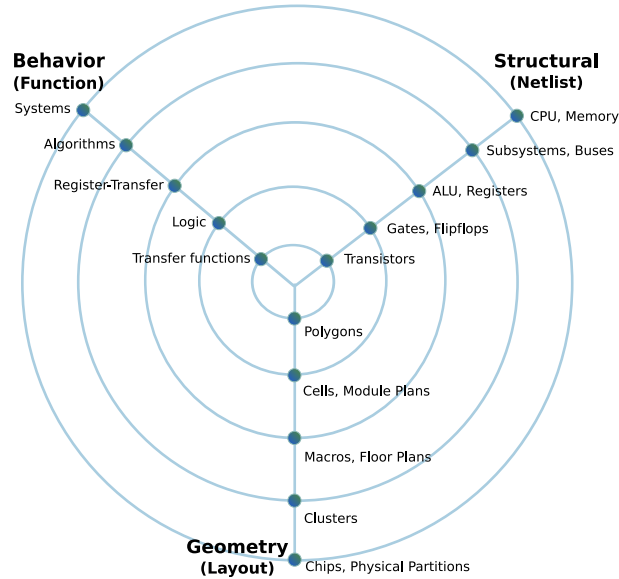 Behavior
(Function)
Structural
(Netlist)
Systems
CPU, Memory
Algorithms
Subsystems, Buses
Register-Transfer
ALU, Registers
Logic
Gates, Flipflops
Transfer functions
Transistors
Polygons
Cells, Module Plans
Macros, Floor Plans
Clusters
Geometry
(Layout)
Chips, Physical Partitions